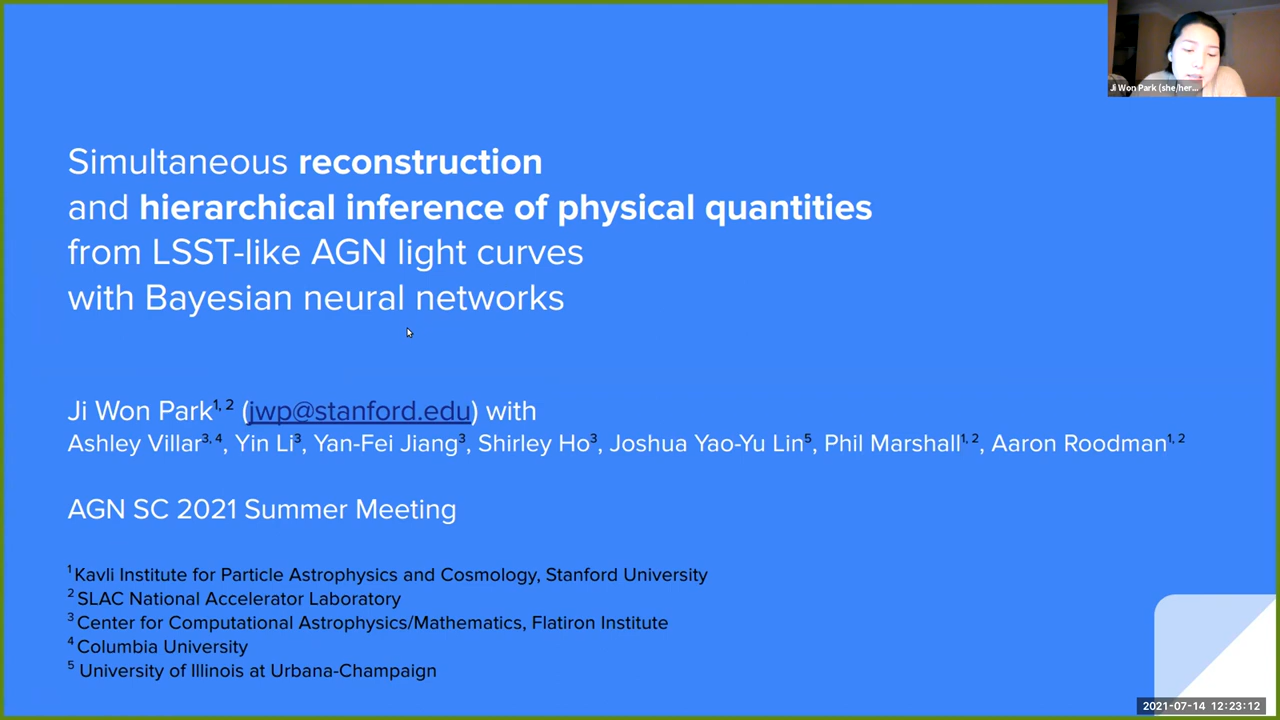 Ji Won Park (she/her...
Simultaneous reconstruction
and hierarchical inference of physical quantities
from LSST-like AGN light curves
with Bayesian neural networks
Ji Won Park1, 2 (jwp@stanford.edu) with
Ashley Villar3, 4, Yin Li3, Yan-Fei Jiang3, Shirley Ho3, Joshua Yao-Yu Lin5, Phil Marshall1, 2, Aaron Roodman1, 2
AGN SC 2021 Summer Meeting
1 Kavli Institute for Particle Astrophysics and Cosmology, Stanford University
2 SLAC National Accelerator Laboratory
3 Center for Computational Astrophysics/Mathematics, Flatiron Institute
4 Columbia University
5 University of Illinois at Urbana-Champaign
2021-07-14 12:23:12